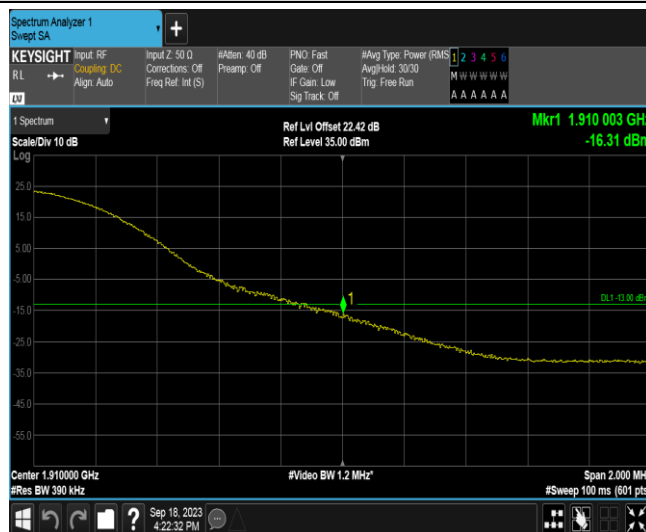 Spectrum Analyzer 1
Swept SA
KEYSIGHT Input: RF Input Z: 50 Ω #Atten: 40 dB PNO: Fast #Avg Type: Power (RMS 1 2 3 4 5 6
RL Coupling: DC Corrections: Off Preamp: Off Gate: Off Avg|Hold: 30/30 M W W W W W
Align: Auto Freq Ref: Int (S) IF Gain: Low Trig: Free Run
Sig Track: Off A A A A A A
1 Spectrum Ref Lvl Offset 22.42 dB Mkr1 1.910 003 GHz
Scale/Div 10 dB Ref Level 35.00 dBm -16.31 dBm
Log
25.0
15.0
5.00
-5.00
1
DL1 -13.00 dBm
-15.0
-25.0
-35.0
-45.0
-55.0
Center 1.910000 GHz #Video BW 1.2 MHz* Span 2.000 MH
#Res BW 390 kHz #Sweep 100 ms (601 pts
? Sep 18, 2023
4:22:32 PM